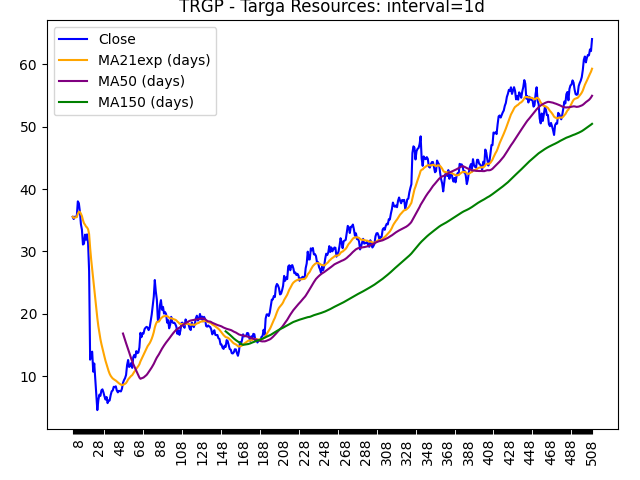 TRGP - Targa Resources: interval=1d
Close
MA21exp (days)
MA50 (days)
MA150 (days)
60
50
40
30
20
10
8 28 48 68 88 108 128 148 168 188 208 228 248 268 288 308 328 348 368 388 408 428 448 468 488 508